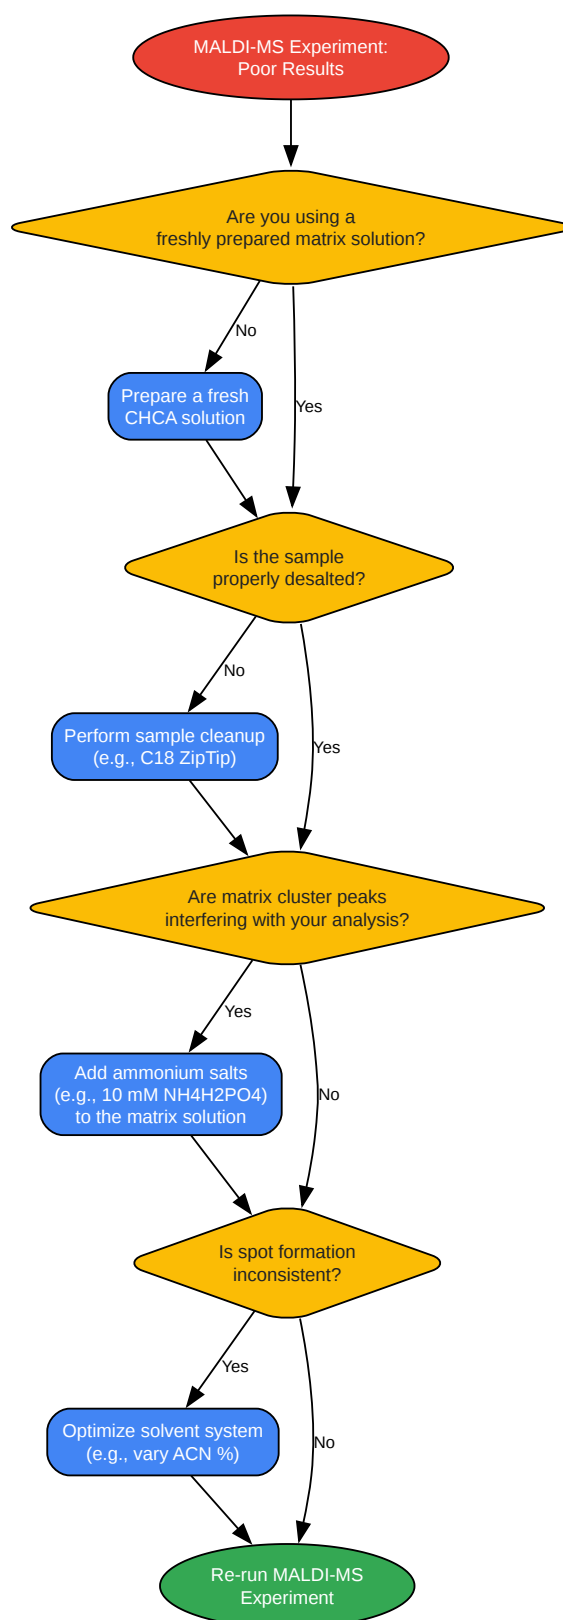 MALDI-MS Experiment:
Poor Results
Are you using a
freshly prepared matrix solution?
No
Yes
Prepare a fresh
CHCA solution
Is the sample
properly desalted?
No
Yes
Perform sample cleanup
(e.g., C18 ZipTip)
Are matrix cluster peaks
interfering with your analysis?
Yes
No
Add ammonium salts
(e.g., 10 mM NH4H2PO4)
to the matrix solution
Is spot formation
inconsistent?
Yes
No
Optimize solvent system
(e.g., vary ACN %)
Re-run MALDI-MS
Experiment